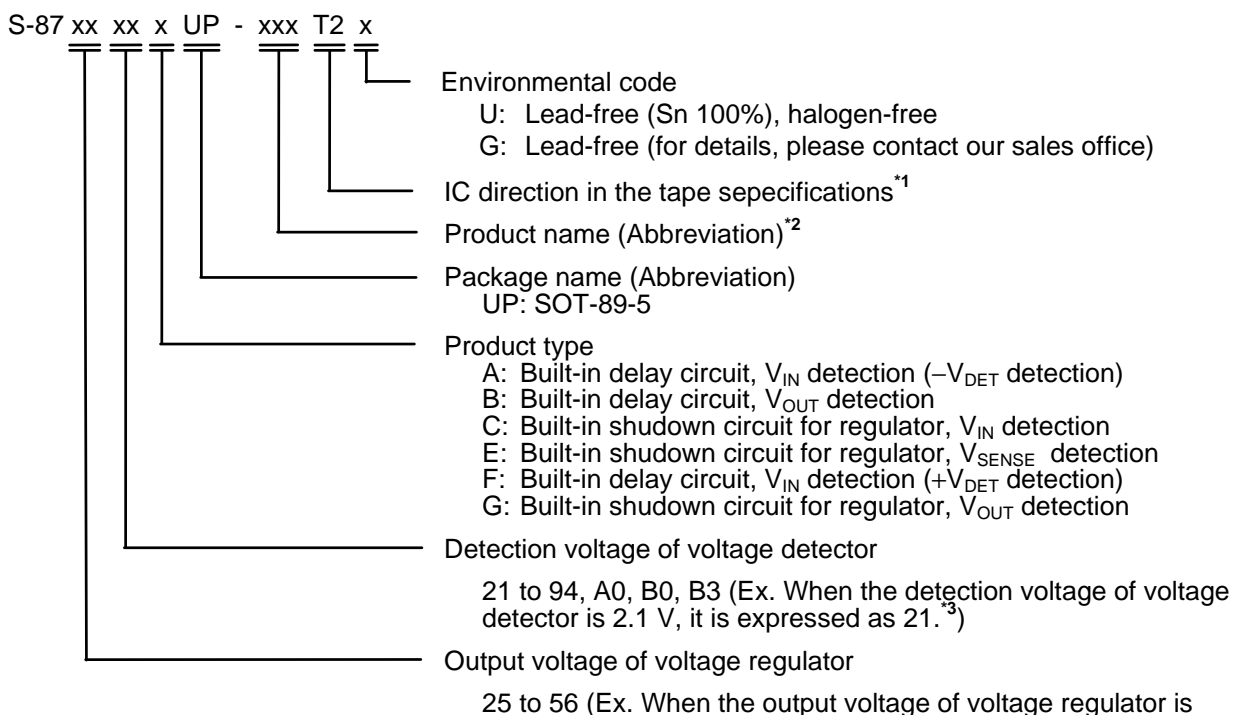 S-87 xx xx x UP - xxx T2 x
Environmental code
U: Lead-free (Sn 100%), halogen-free
G: Lead-free (for details, please contact our sales office)
IC direction in the tape sepecifications*1
Product name (Abbreviation)*2
Package name (Abbreviation)
UP: SOT-89-5
Product type
A: Built-in delay circuit, VIN detection (−VDET detection)
B: Built-in delay circuit, VOUT detection
C: Built-in shudown circuit for regulator, VIN detection
E: Built-in shudown circuit for regulator, VSENSE detection
F: Built-in delay circuit, VIN detection (+VDET detection)
G: Built-in shudown circuit for regulator, VOUT detection
Detection voltage of voltage detector
21 to 94, A0, B0, B3 (Ex. When the detection voltage of voltage
detector is 2.1 V, it is expressed as 21.*3)
Output voltage of voltage regulator
25 to 56 (Ex. When the output voltage of voltage regulator is